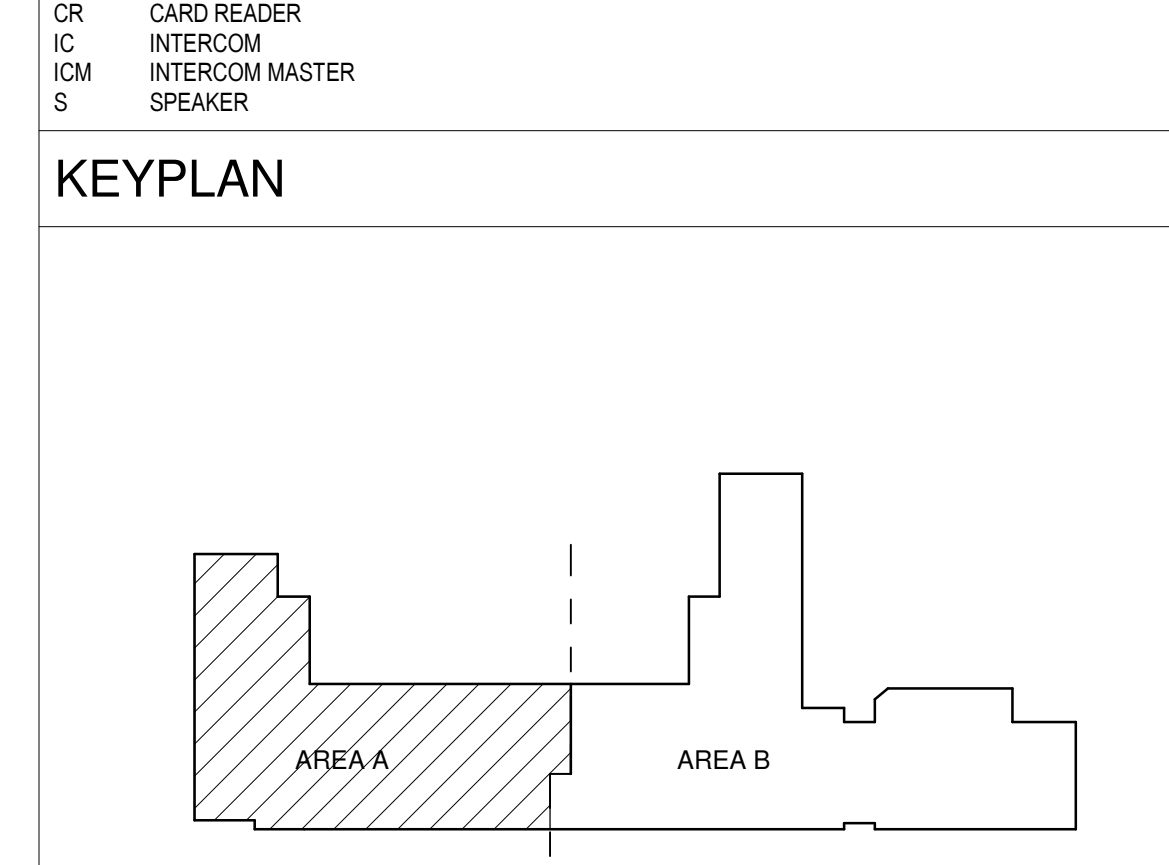 CR CARD READER
IC INTERCOM
ICM INTERCOM MASTER
S SPEAKER
KEYPLAN
AREA A
AREA B